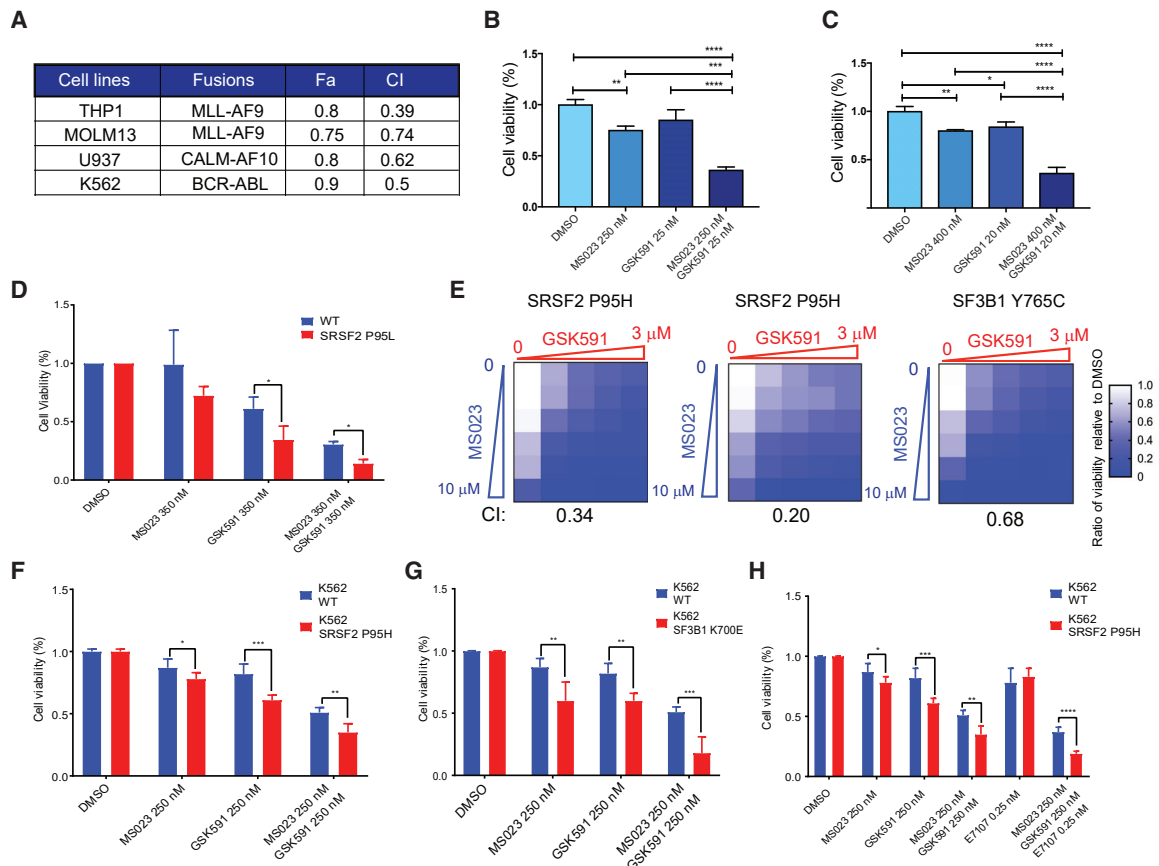 A
Cell lines Fusions Fa CI
THP1 MLL-AF9 0.8 0.39
MOLM13 MLL-AF9 0.75 0.74
U937 CALM-AF10 0.8 0.62
K562 BCR-ABL 0.9 0.5
B
Cell viability (%)
1.5
1.0
0.5
0.0
****
***
**
****
DMSO
MS023 250 nM
GSK591 25 nM
MS023 250 nM
GSK591 25 nM
C
Cell viability (%)
1.5
1.0
0.5
0.0
****
****
*
**
****
DMSO
MS023 400 nM
GSK591 20 nM
MS023 400 nM
GSK591 20 nM
D
Cell Viability (%)
1.5
1.0
0.5
0.0
WT
SRSF2 P95L
*
*
DMSO
MS023 350 nM
GSK591 350 nM
MS023 350 nM
GSK591 350 nM
E
SRSF2 P95H
GSK591
0
3 μM
0
MS023
10 μM
CI:
0.34
SRSF2 P95H
GSK591
0
3 μM
0
MS023
10 μM
0.20
SF3B1 Y765C
GSK591
0
3 μM
0
MS023
10 μM
0.68
1.0
0.8
0.6
0.4
0.2
0
Ratio of viability relative to DMSO
F
Cell viability (%)
1.5
1.0
0.5
0.0
K562
WT
K562
SRSF2 P95H
*
***
**
DMSO
MS023 250 nM
GSK591 250 nM
MS023 250 nM
GSK591 250 nM
G
Cell viability (%)
1.5
1.0
0.5
0.0
K562
WT
K562
SF3B1 K700E
**
**
***
DMSO
MS023 250 nM
GSK591 250 nM
MS023 250 nM
GSK591 250 nM
H
Cell viability (%)
1.5
1.0
0.5
0.0
K562
WT
K562
SRSF2 P95H
*
***
**
****
DMSO
MS023 250 nM
GSK591 250 nM
MS023 250 nM
GSK591 250 nM
E7107 0.25 nM
MS023 250 nM
GSK591 250 nM
E7107 0.25 nM